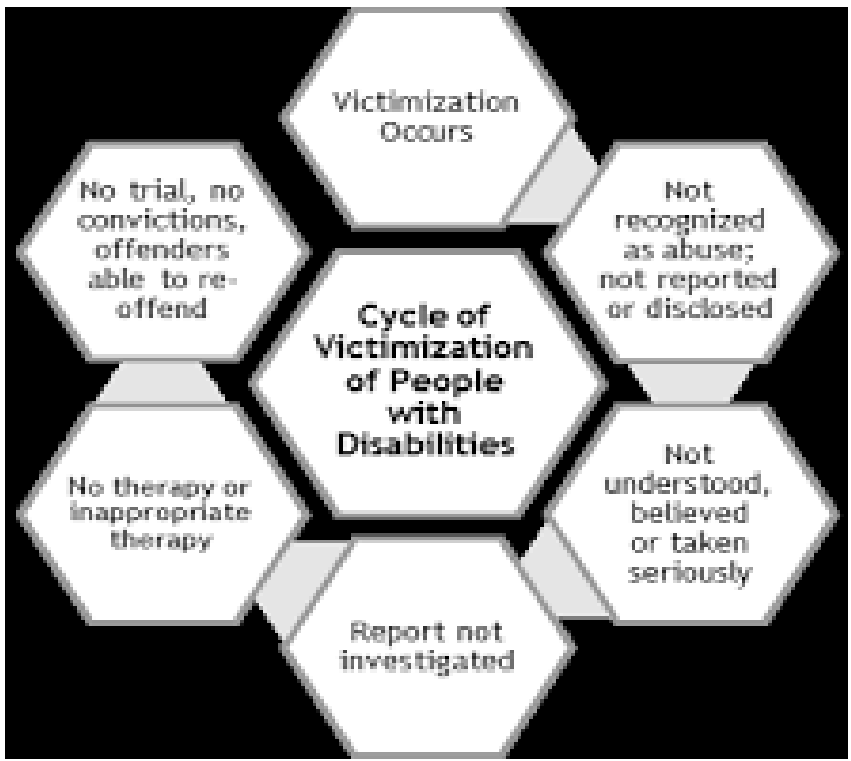 Victimization
Occurs
Not
recognized
as abuse;
not reported
or disclosed
Not
understood,
believed
or taken
seriously
Report not
investigated
No therapy or
inappropriate
therapy
No trial, no
convictions,
offenders
able to re-
offend
Cycle of
Victimization
of People
with
Disabilities